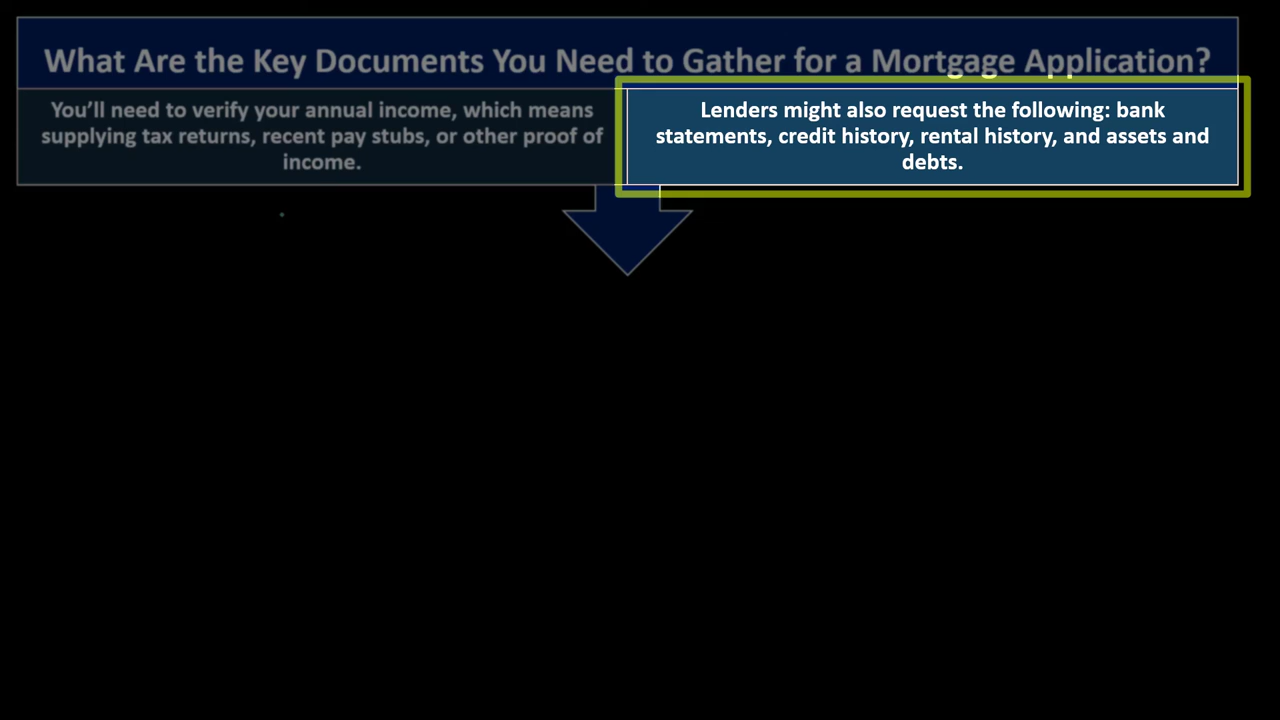 What Are the Key Documents You Need to Gather for a Mortgage Application?
You’ll need to verify your annual income, which means
supplying tax returns, recent pay stubs, or other proof of
income.
Lenders might also request the following: bank
statements, credit history, rental history, and assets and
debts.